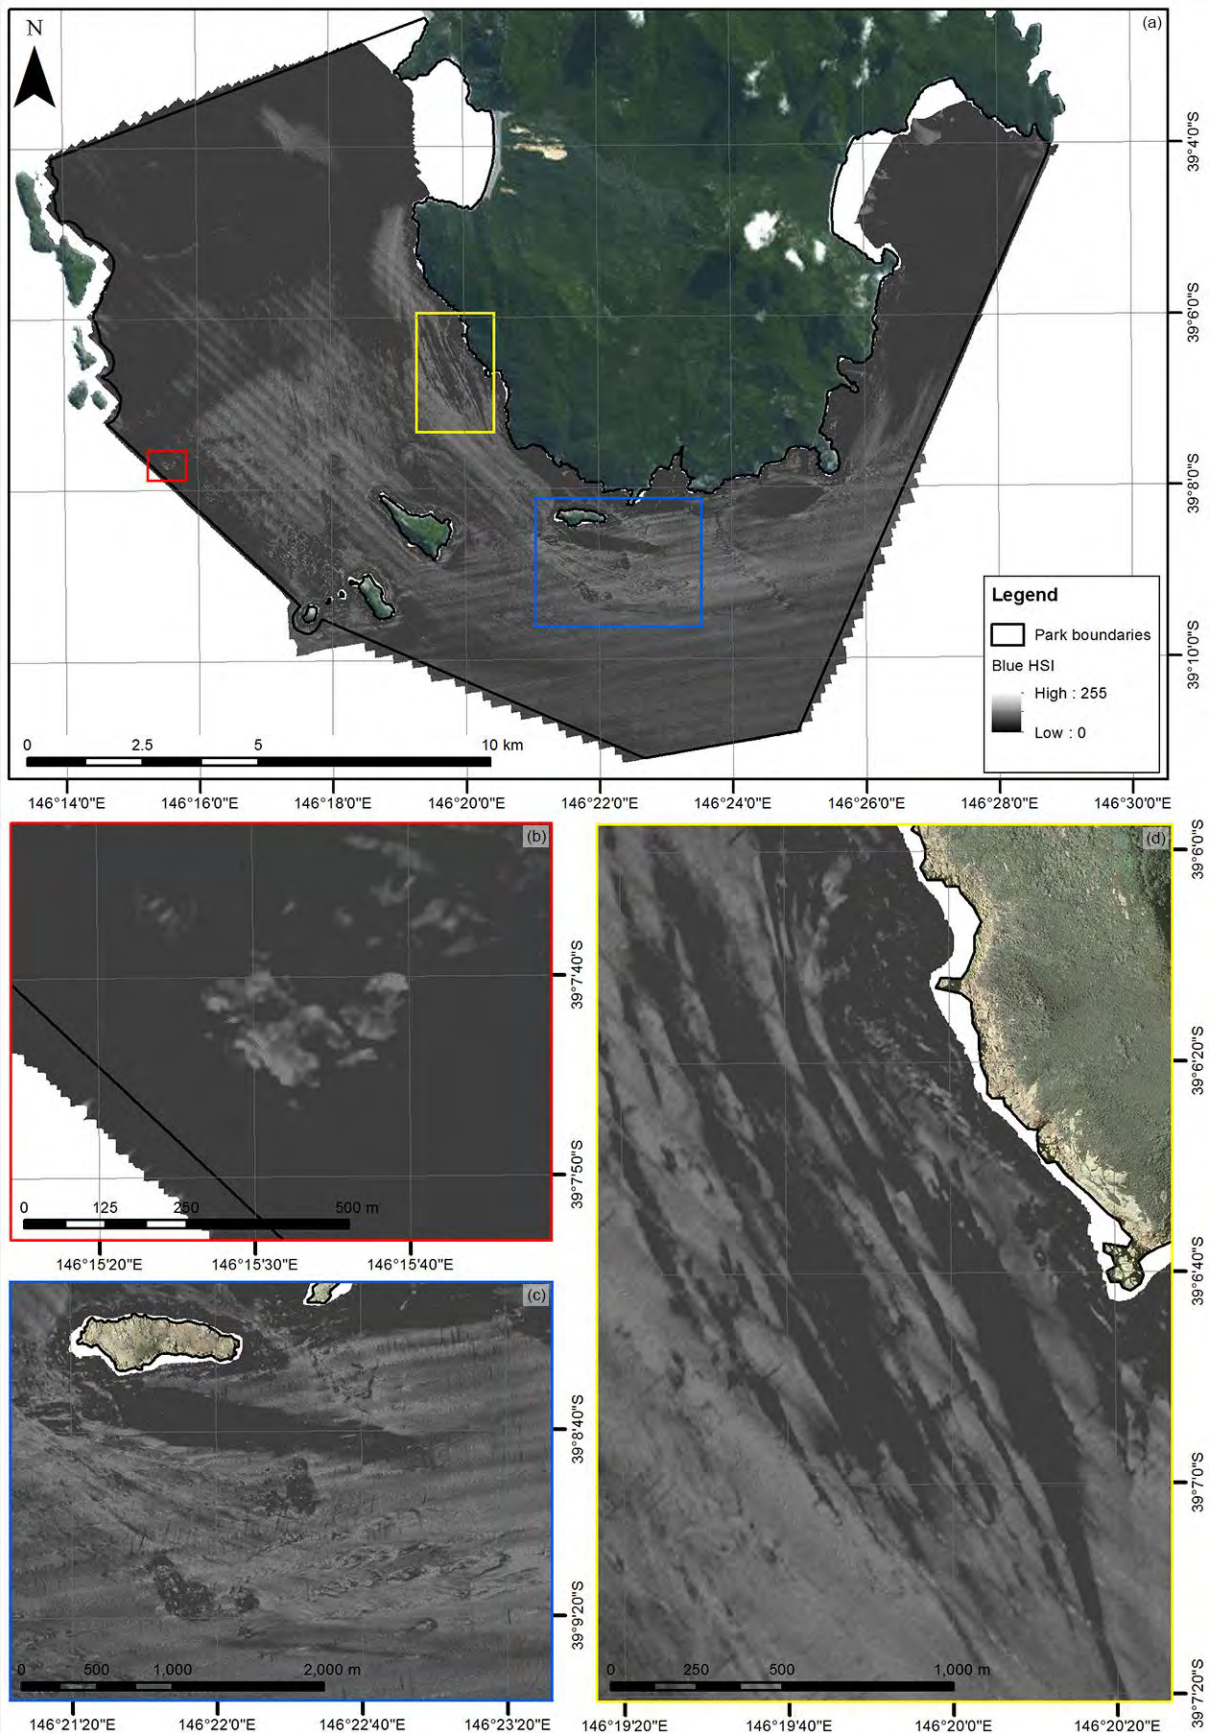 (a)
N
39°4'0"S
39°6'0"S
39°8'0"S
39°10'0"S
Legend
Park boundaries
Blue HSI
High : 255
Low : 0
0 2.5 5 10 km
146°14'0"E 146°16'0"E 146°18'0"E 146°20'0"E 146°22'0"E 146°24'0"E 146°26'0"E 146°28'0"E 146°30'0"E
(b)
39°7'40"S
39°7'50"S
0 125 250 500 m
146°15'20"E 146°15'30"E 146°15'40"E
(c)
39°8'40"S
39°9'20"S
0 500 1,000 2,000 m
146°21'20"E 146°22'0"E 146°22'40"E 146°23'20"E
(d)
39°6'0"S
39°6'20"S
39°6'40"S
39°7'0"S
39°7'20"S
0 250 500 1,000 m
146°19'20"E 146°19'40"E 146°20'0"E 146°20'20"E